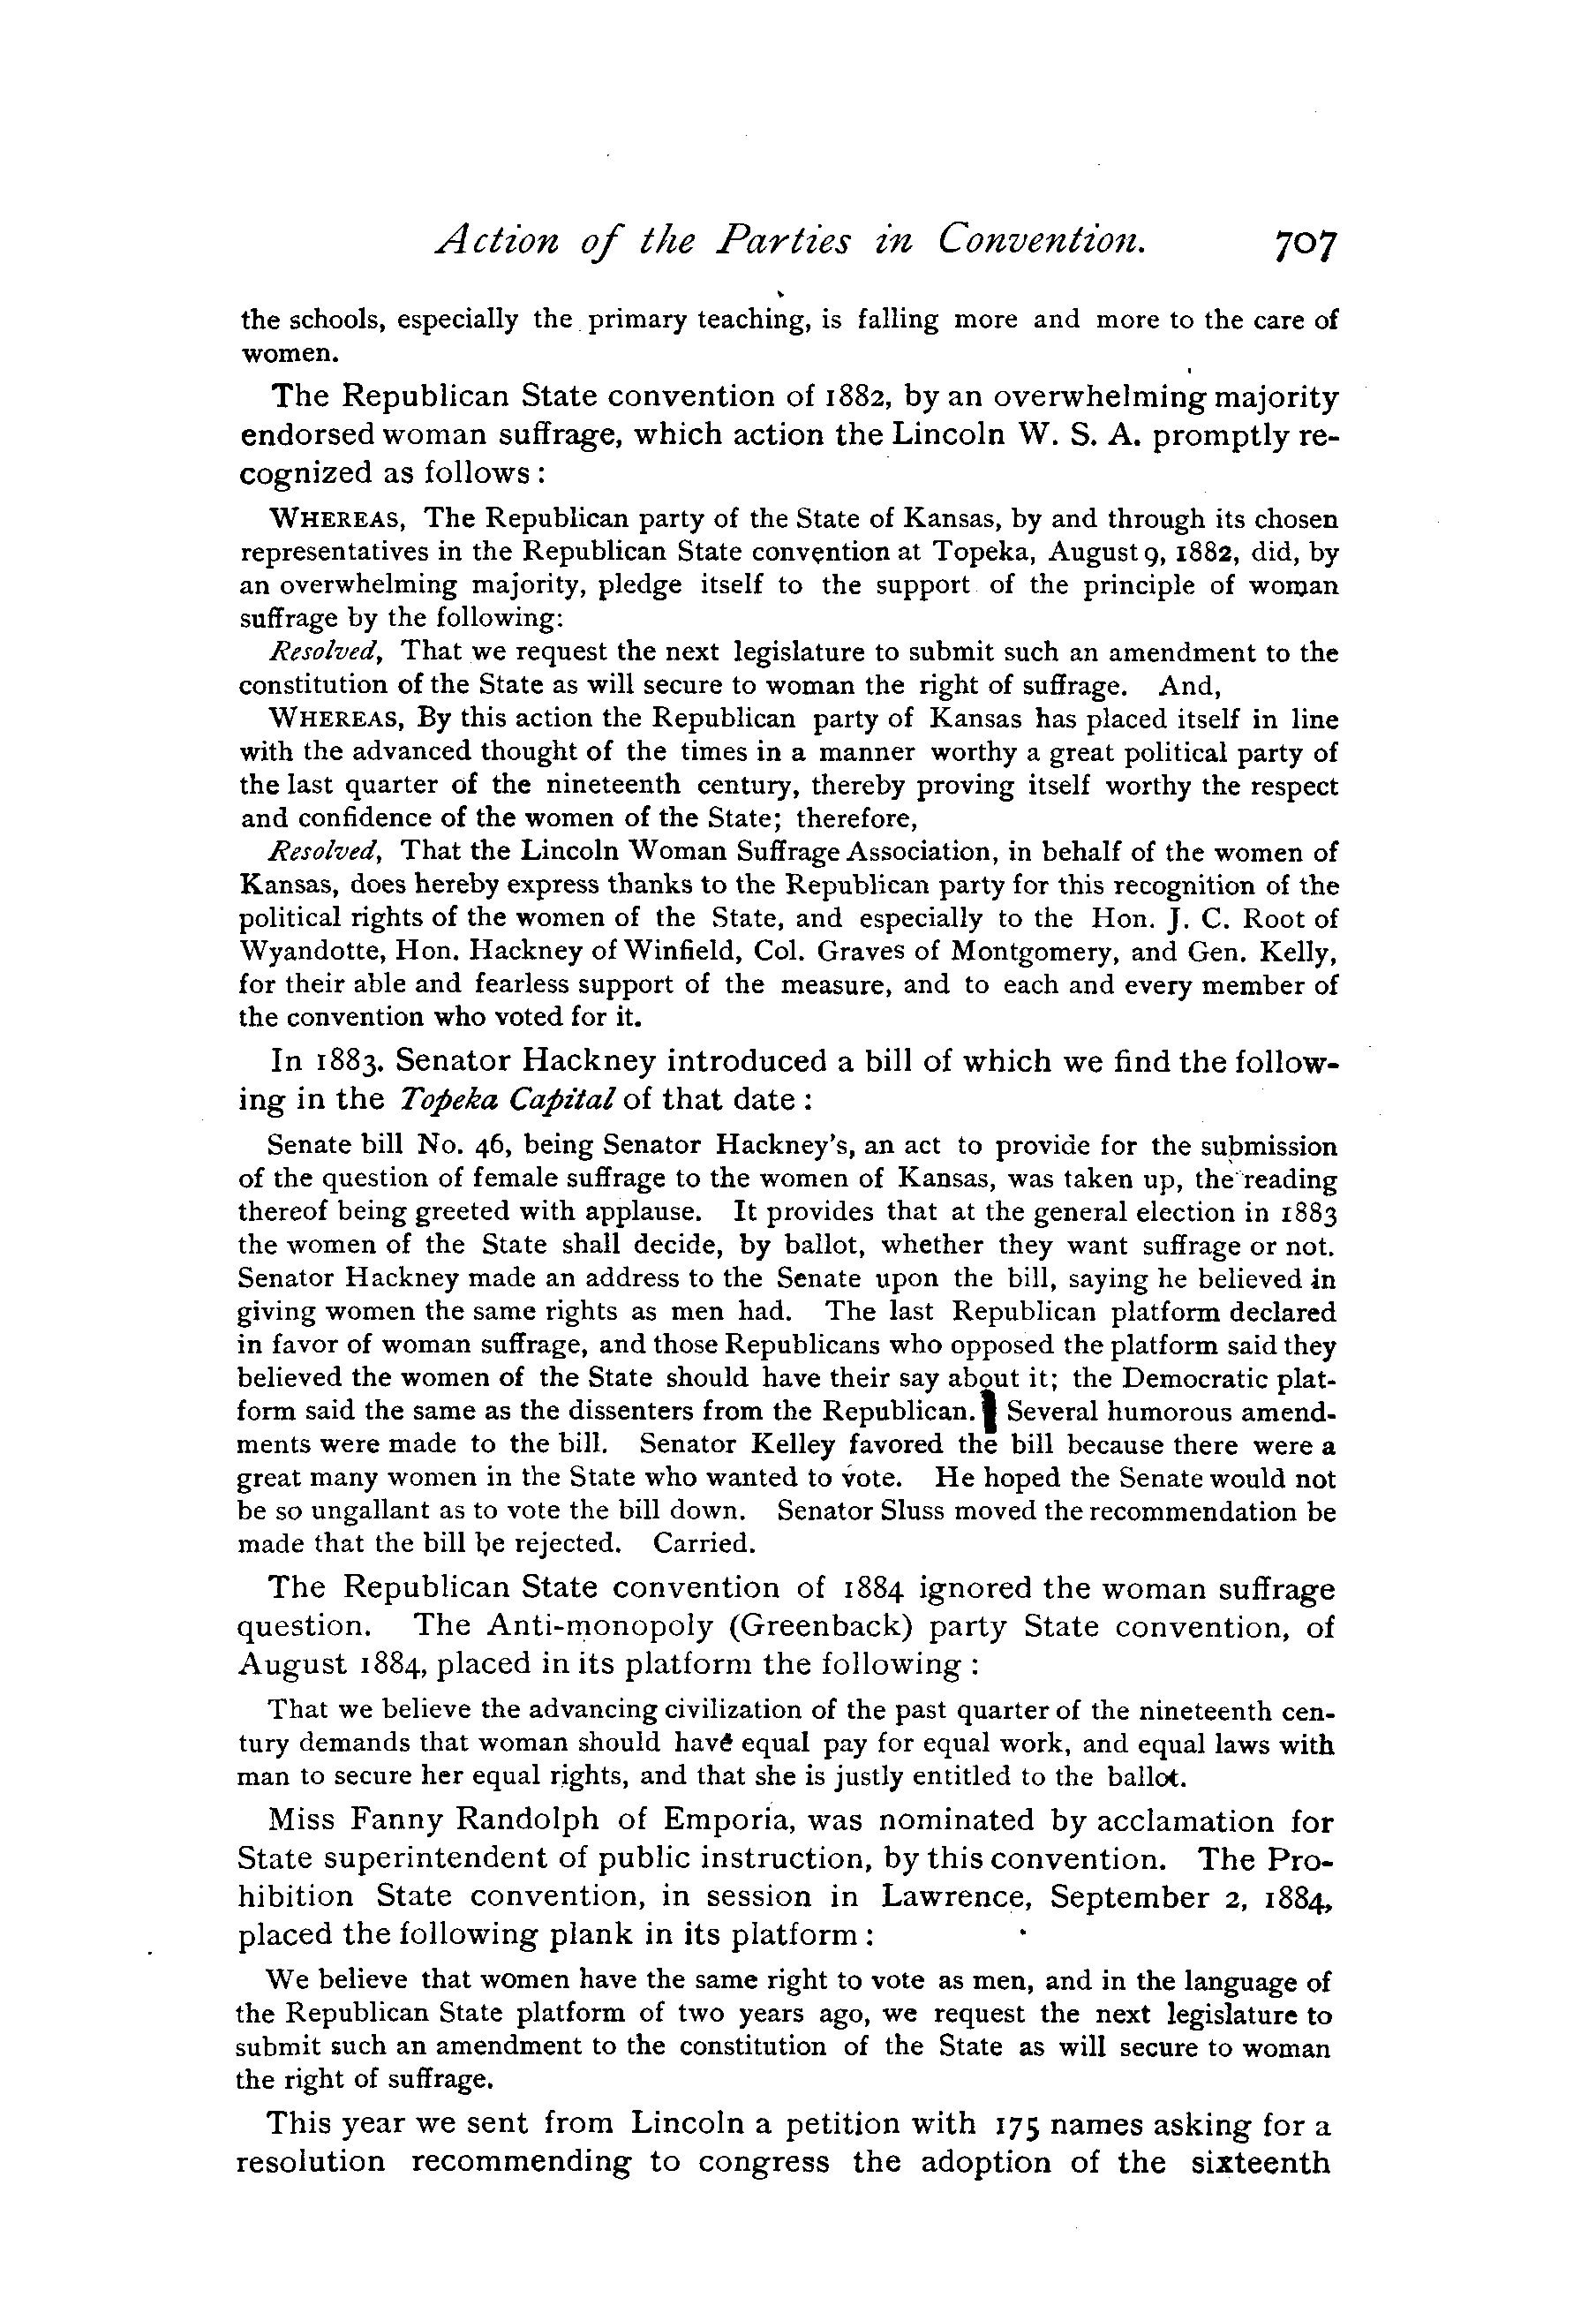 Action of the Parties in Convention. 707
the schools, especially the primary teaching, is falling more and more to the care of
women.
The Republican State convention of 1882, by an overwhelming majority
endorsed woman suffrage, which action the Lincoln W. S. A. promptly re-
cognized as follows :
WHEREAS, The Republican party of the State of Kansas, by and through its chosen
representatives in the Republican State convention at Topeka, August 9, 1882, did, by
an overwhelming majority, pledge itself to the support of the principle of woman
suffrage by the following:
Resolved, That we request the next legislature to submit such an amendment to the
constitution of the State as will secure to woman the right of suffrage. And,
WHEREAS, By this action the Republican party of Kansas has placed itself in line
with the advanced thought of the times in a manner worthy a great political party of
the last quarter of the nineteenth century, thereby proving itself worthy the respect
and confidence of the women of the State; therefore,
Resolved, That the Lincoln Woman Suffrage Association, in behalf of the women of
Kansas, does hereby express thanks to the Republican party for this recognition of the
political rights of the women of the State, and especially to the Hon. J. C. Root of
Wyandotte, Hon. Hackney of Winfield, Col. Graves of Montgomery, and Gen. Kelly,
for their able and fearless support of the measure, and to each and every member of
the convention who voted for it.
In 1883. Senator Hackney introduced a bill of which we find the follow-
ing in the Topeka Capital of that date :
Senate bill No. 46, being Senator Hackney's, an act to provide for the submission
of the question of female suffrage to the women of Kansas, was taken up, the reading
thereof being greeted with applause. It provides that at the general election in 1883
the women of the State shall decide, by ballot, whether they want suffrage or not.
Senator Hackney made an address to the Senate upon the bill, saying he believed in
giving women the same rights as men had. The last Republican platform declared
in favor of woman suffrage, and those Republicans who opposed the platform said they
believed the women of the State should have their say about it; the Democratic plat-
form said the same as the dissenters from the Republican. Several humorous amend-
ments were made to the bill. Senator Kelley favored the bill because there were a
great many women in the State who wanted to vote. He hoped the Senate would not
be so ungallant as to vote the bill down. Senator Sluss moved the recommendation be
made that the bill be rejected. Carried.
The Republican State convention of 1884 ignored the woman suffrage
question. The Anti-monopoly (Greenback) party State convention, of
August 1884, placed in its platform the following :
That we believe the advancing civilization of the past quarter of the nineteenth cen-
tury demands that woman should have equal pay for equal work, and equal laws with
man to secure her equal rights, and that she is justly entitled to the ballot.
Miss Fanny Randolph of Emporia, was nominated by acclamation for
State superintendent of public instruction, by this convention. The Pro-
hibition State convention, in session in Lawrence, September 2, 1884,
placed the following plank in its platform :
We believe that women have the same right to vote as men, and in the language of
the Republican State platform of two years ago, we request the next legislature to
submit such an amendment to the constitution of the State as will secure to woman
the right of suffrage.
This year we sent from Lincoln a petition with 175 names asking for a
resolution recommending to congress the adoption of the sixteenth